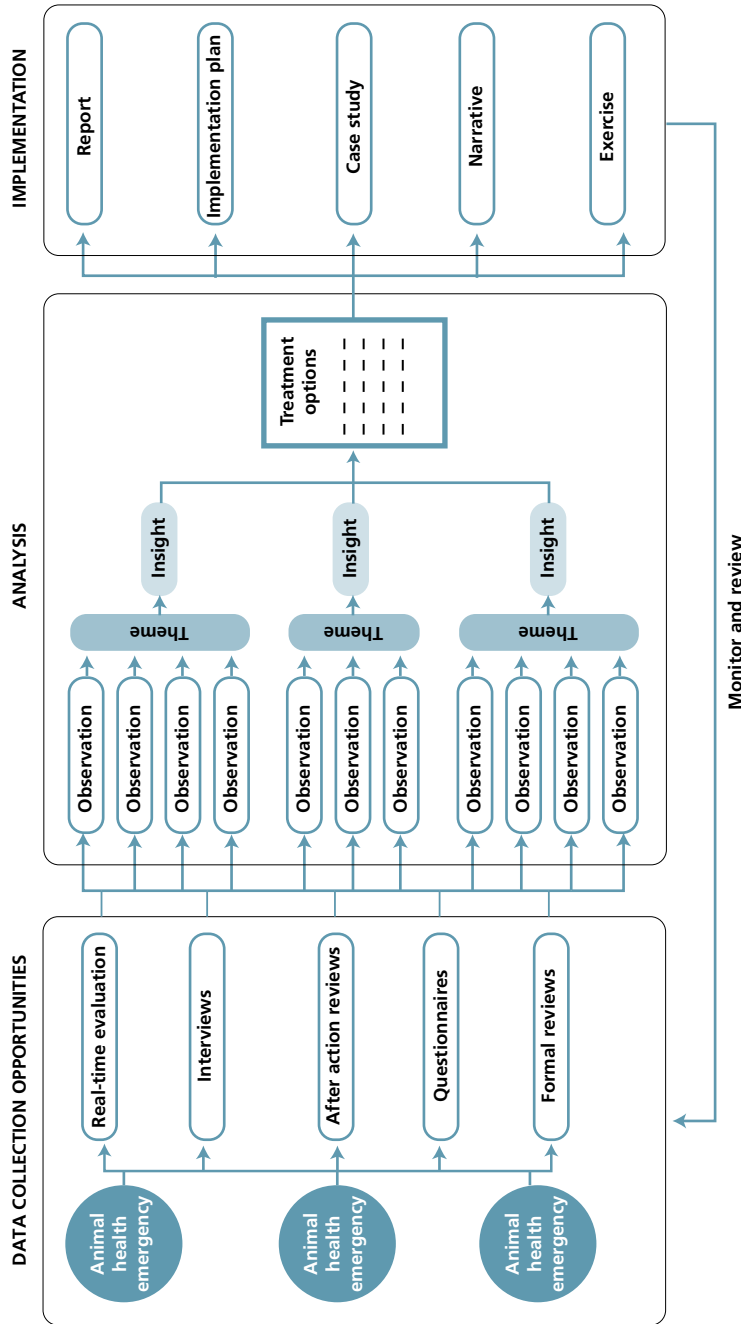 DATA COLLECTION OPPORTUNITIES
Animal
health
emergency
Animal
health
emergency
Animal
health
emergency
Real-time evaluation
Interviews
After action reviews
Questionnaires
Formal reviews
ANALYSIS
Observation
Observation
Observation
Observation
Observation
Observation
Observation
Observation
Observation
Observation
Observation
Theme
Theme
Theme
Insight
Insight
Insight
Treatment
options
IMPLEMENTATION
Report
Implementation plan
Case study
Narrative
Exercise
Monitor and review